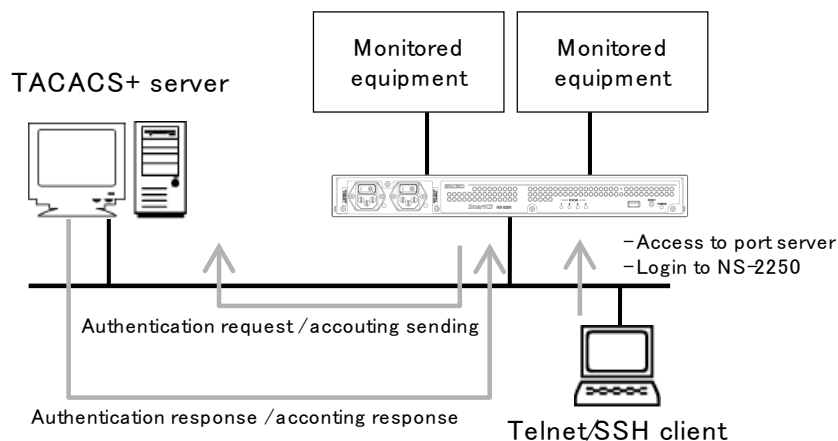 Monitored
equipment
Monitored
equipment
TACACS+ server
-Access to port server
-Login to NS-2250
Authentication request /accouting sending
Authentication response /acconting response
Telnet/SSH client